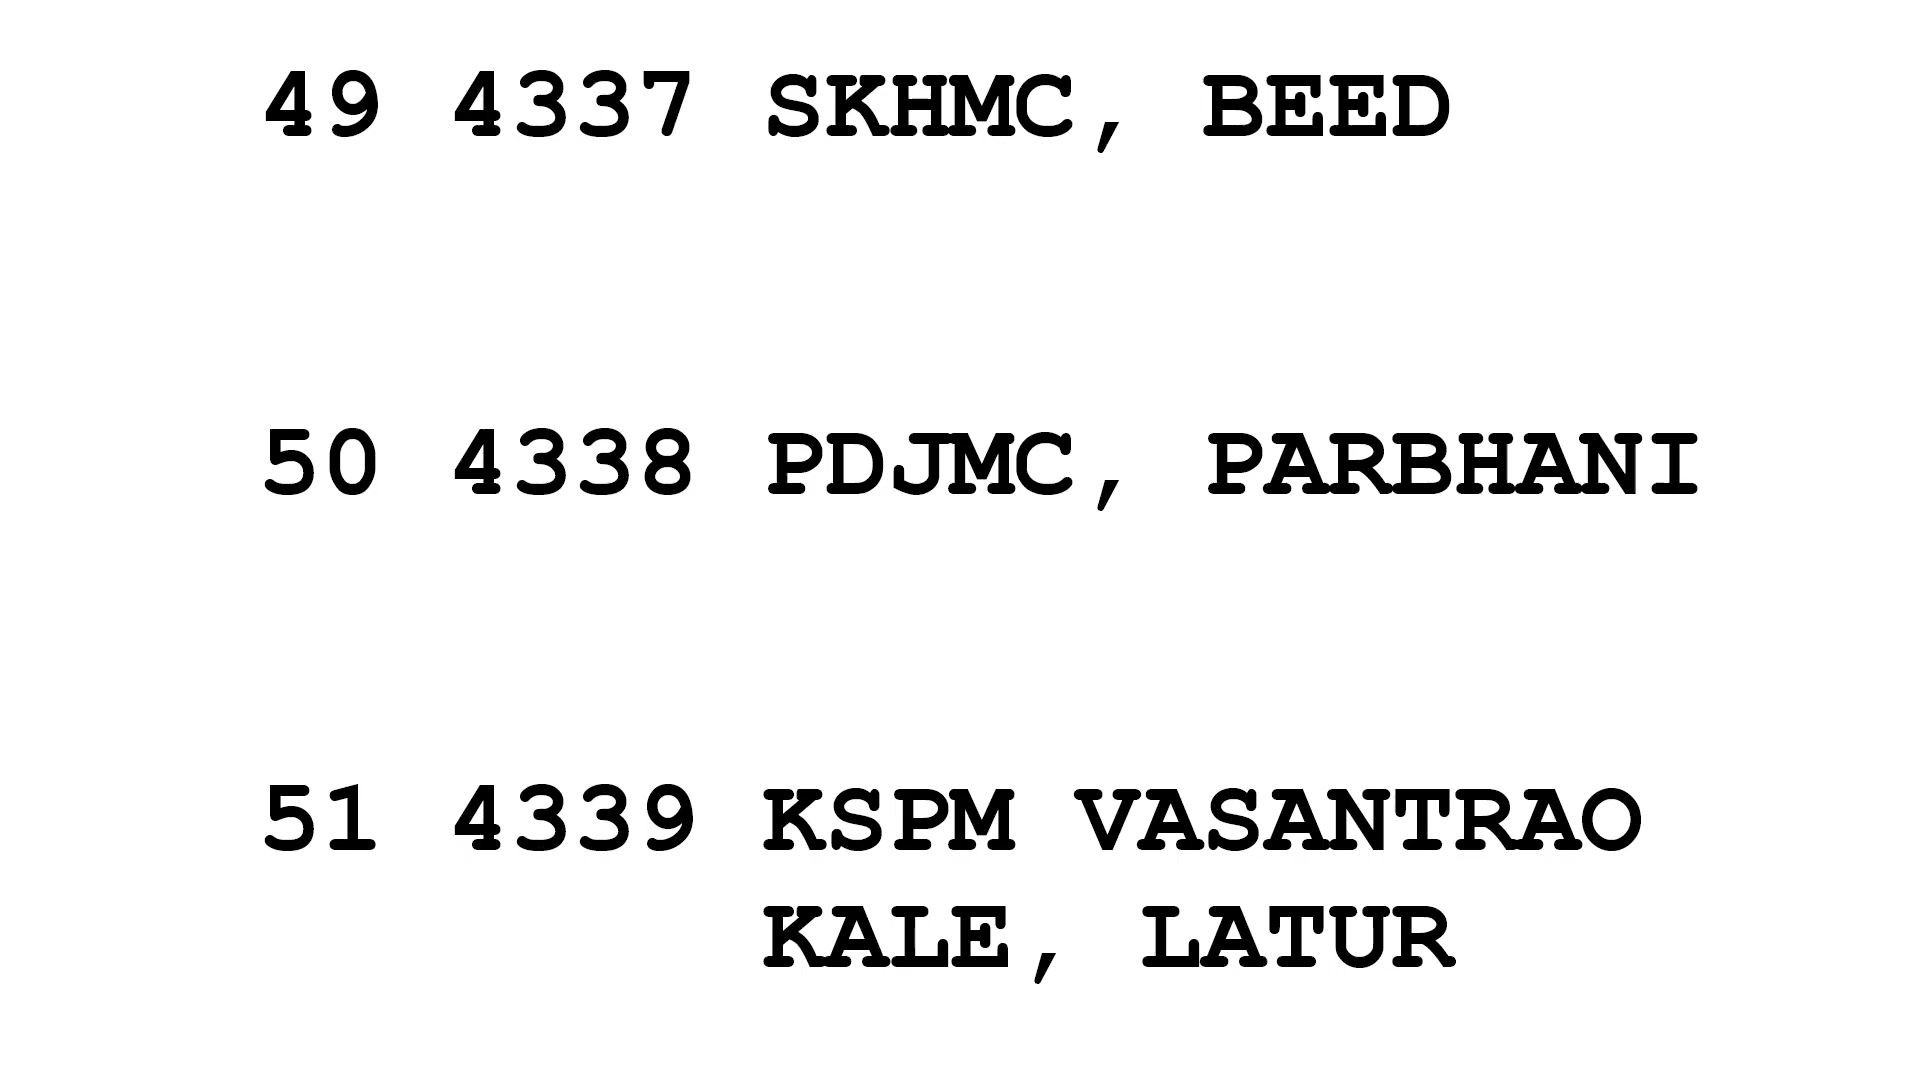 49 4337 SKHMC, BEED
50 4338 PDJMC, PARBHANI
51 4339 KSPM VASANTRAO
KALE, LATUR